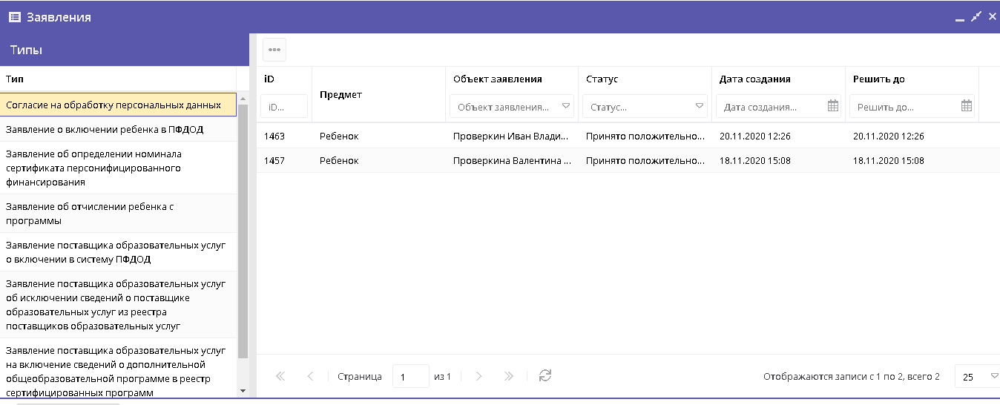 Заявления
Типы
Тип
Согласие на обработку персональных данных
Заявление о включении ребенка в ПФДОД
Заявление об определении номинала
сертификата персонифицированного
финансирования
Заявление об отчислении ребенка с
программы
Заявление поставщика образовательных услуг
о включении в систему ПФДОД
Заявление поставщика образовательных услуг
об исключении сведений о поставщике
образовательных услуг из реестра
поставщиков образовательных услуг
Заявление поставщика образовательных услуг
на включение сведений о дополнительной
общеобразовательной программе в реестр
сертифицированных программ
iD Предмет Объект заявления Статус Дата создания Решить до
iD... Объект заявления... Статус... Дата создания... Решить до...
1463 Ребенок Проверкин Иван Влади... Принято положительно... 20.11.2020 12:26 20.11.2020 12:26
1457 Ребенок Проверкина Валентина ... Принято положительно... 18.11.2020 15:08 18.11.2020 15:08
Страница 1 из 1 Отображаются записи с 1 по 2, всего 2 25